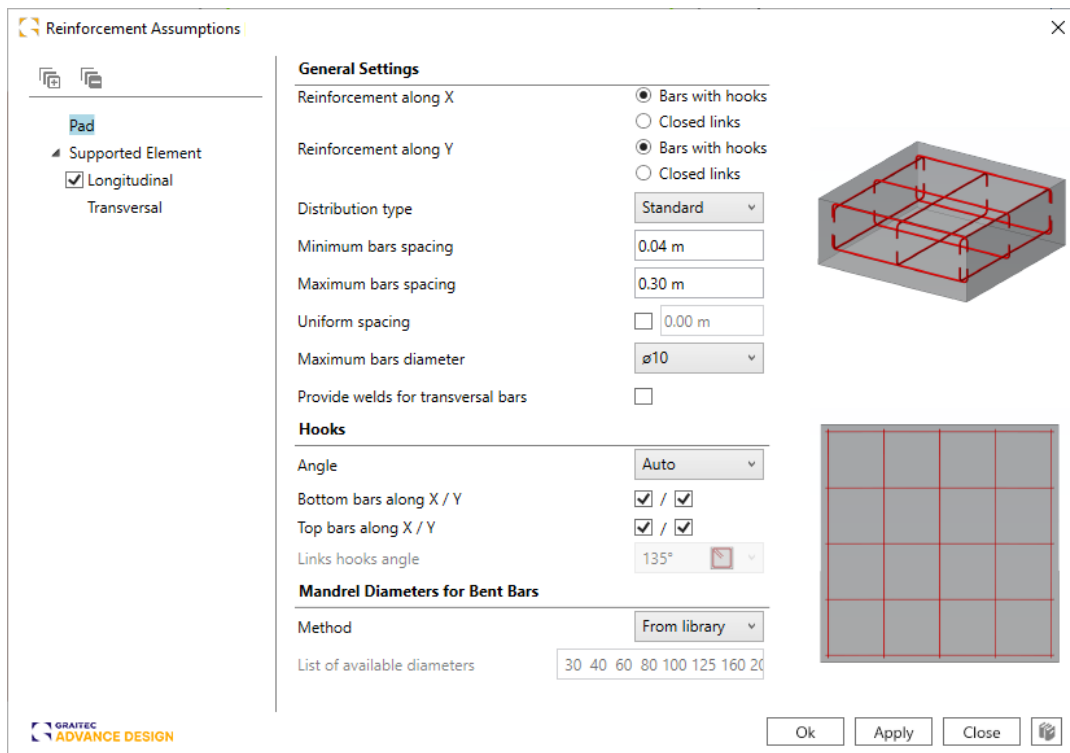 Reinforcement Assumptions
Pad
Supported Element
Longitudinal
Transversal
General Settings
Reinforcement along X
Bars with hooks
Closed links
Reinforcement along Y
Bars with hooks
Closed links
Distribution type
Standard
Minimum bars spacing
0.04 m
Maximum bars spacing
0.30 m
Uniform spacing
0.00 m
Maximum bars diameter
ø10
Provide welds for transversal bars
Hooks
Angle
Auto
Bottom bars along X / Y
/
Top bars along X / Y
/
Links hooks angle
135°
Mandrel Diameters for Bent Bars
Method
From library
List of available diameters
30 40 60 80 100 125 160 20
GRAITEC
ADVANCE DESIGN
Ok
Apply
Close